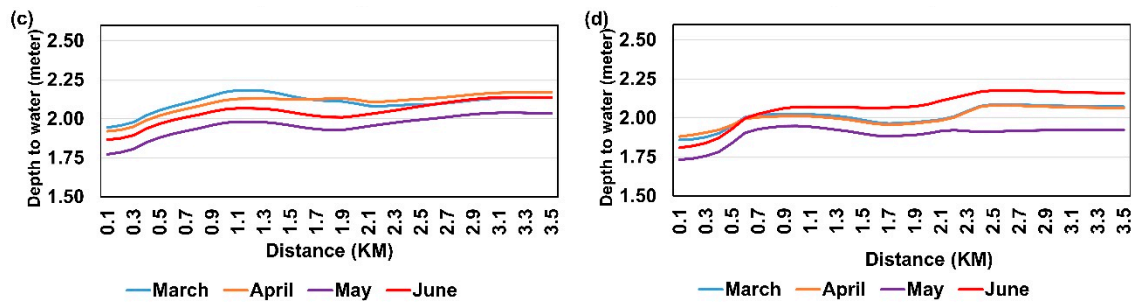 (c)
Depth to water (meter)
2.50
2.25
2.00
1.75
1.50
0.1 0.3 0.5 0.7 0.9 1.1 1.3 1.5 1.7 1.9 2.1 2.3 2.5 2.7 2.9 3.1 3.3 3.5
Distance (KM)
March April May June
(d)
Depth to water (meter)
2.50
2.25
2.00
1.75
1.50
0.1 0.3 0.5 0.7 0.9 1.1 1.3 1.5 1.7 1.9 2.1 2.3 2.5 2.7 2.9 3.1 3.3 3.5
Distance (KM)
March April May June